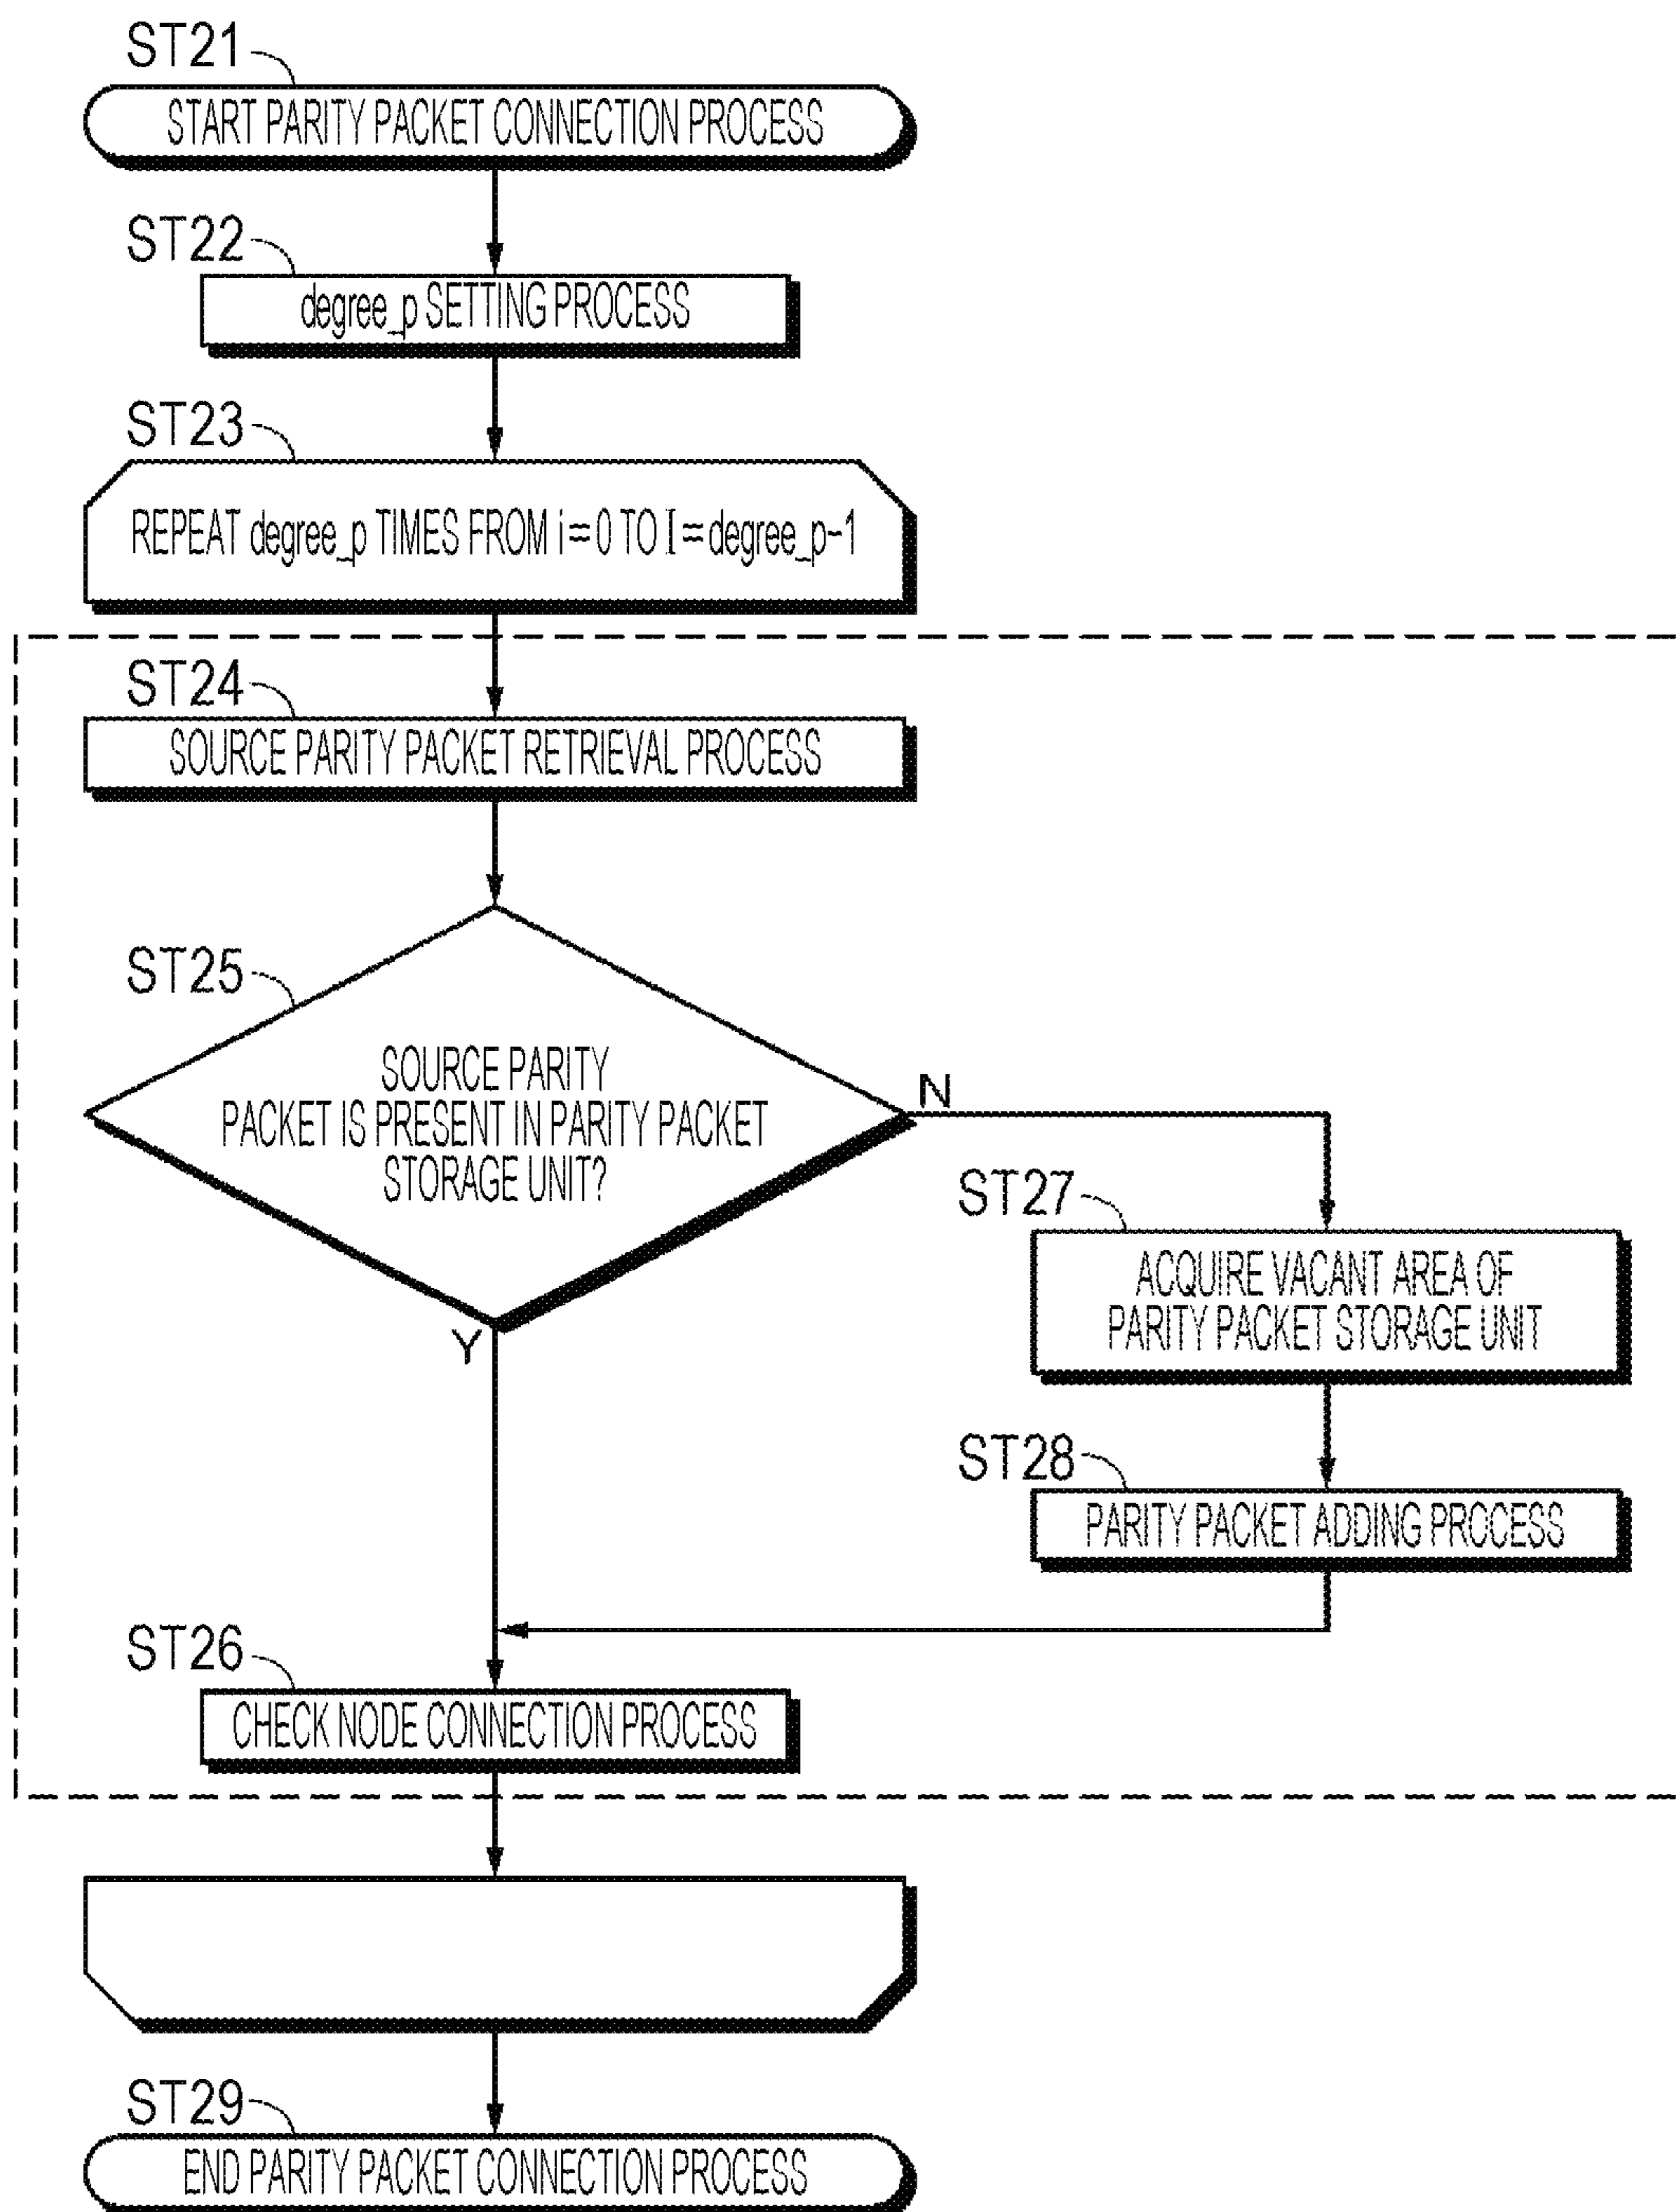 ST21
START PARITY PACKET CONNECTION PROCESS
ST22
degree_p SETTING PROCESS
ST23
REPEAT degree_p TIMES FROM i=0 TO I=degree_p-1
ST24
SOURCE PARITY PACKET RETRIEVAL PROCESS
ST25
SOURCE PARITY
PACKET IS PRESENT IN PARITY PACKET
STORAGE UNIT?
N
Y
ST27
ACQUIRE VACANT AREA OF
PARITY PACKET STORAGE UNIT
ST28
PARITY PACKET ADDING PROCESS
ST26
CHECK NODE CONNECTION PROCESS
ST29
END PARITY PACKET CONNECTION PROCESS